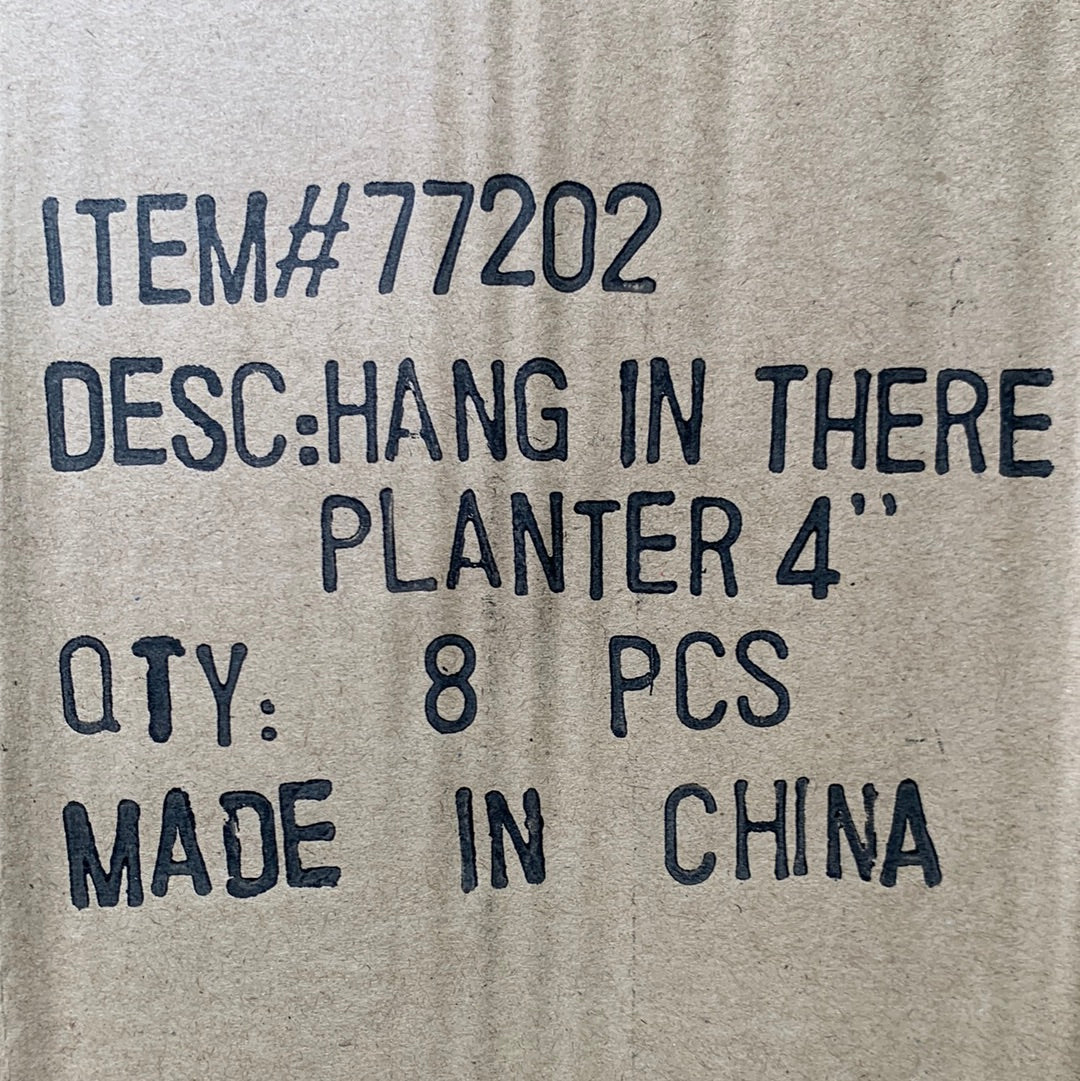 ITEM#77202
DESC:HANG IN THERE
PLANTER 4"
QTY: 8 PCS
MADE IN CHINA